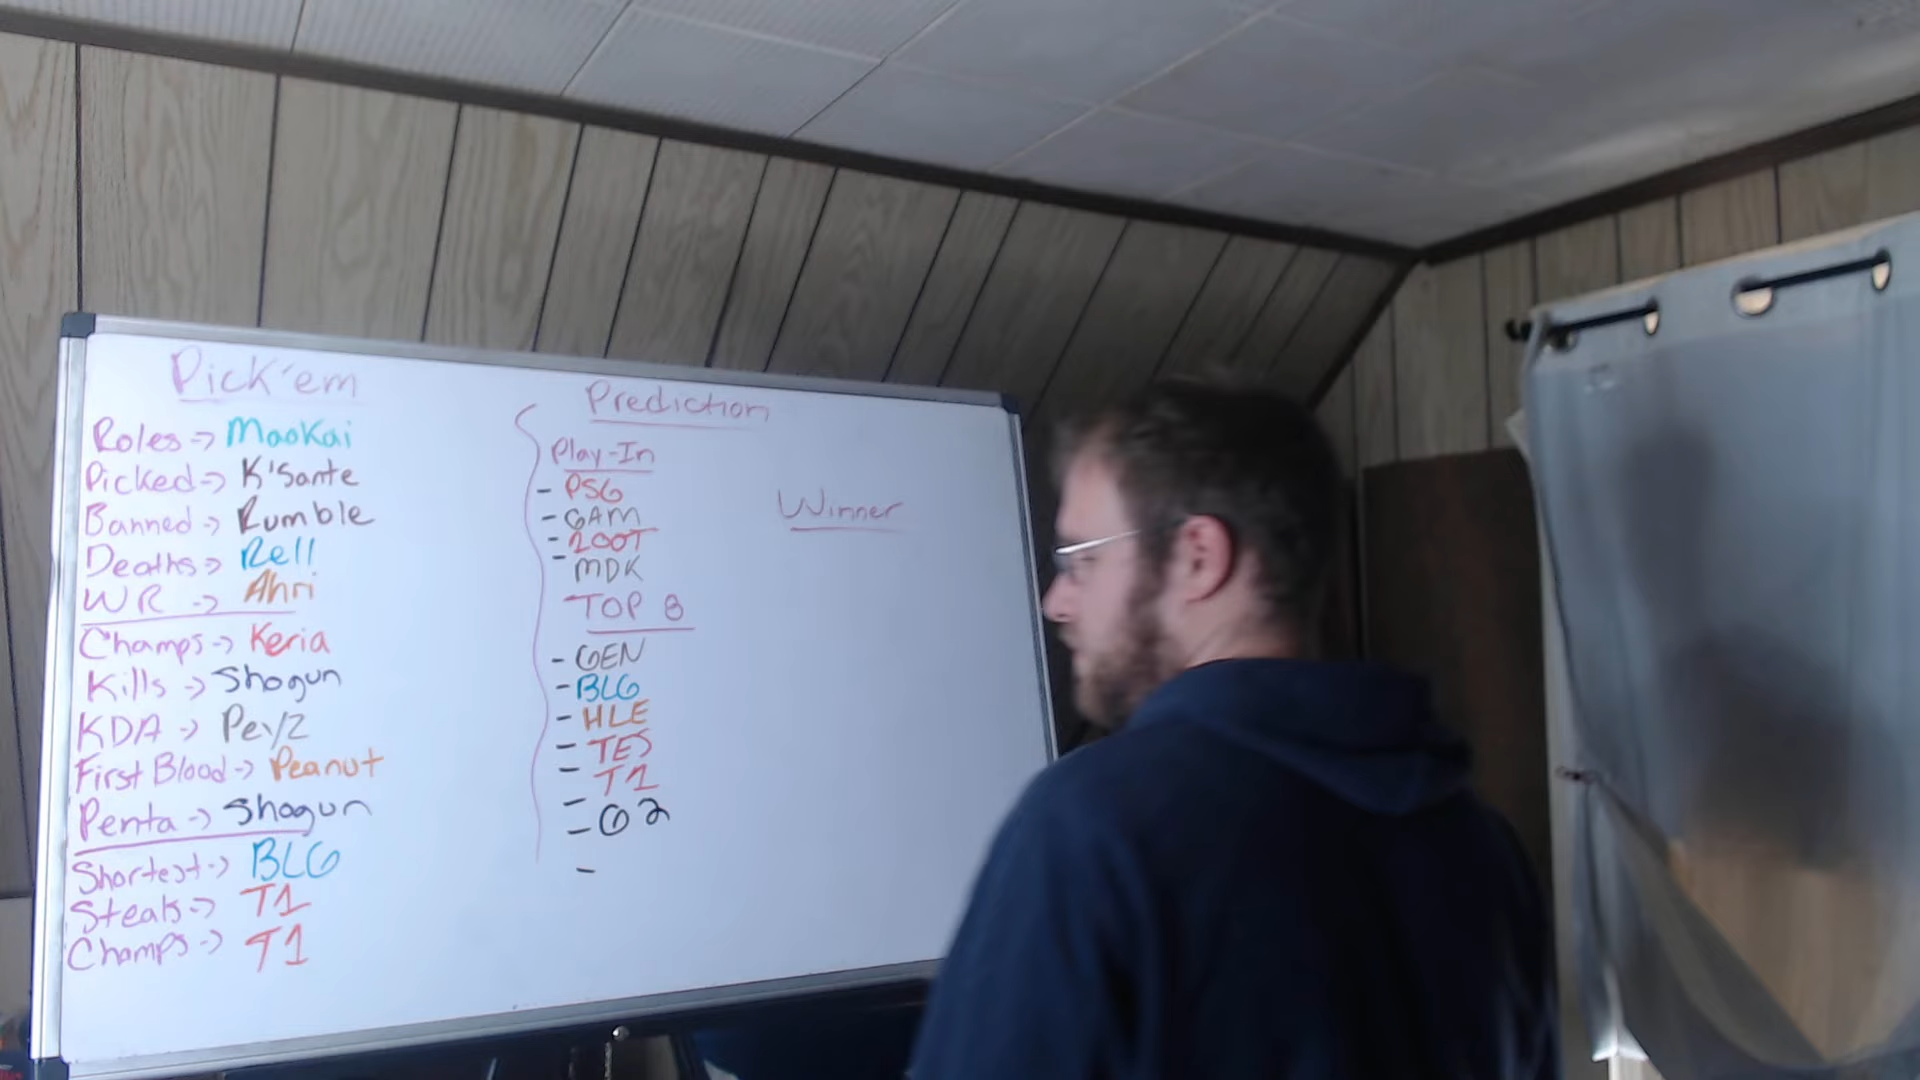 Pick'em
Roles -> Maokai
Picked -> K'Sante
Banned -> Rumble
Deaths -> Rell
WR -> Ahri
Champs -> Keria
Kills -> Shogun
KDA -> Peyz
First Blood -> Peanut
Penta -> Shogun
Shortest -> BLG
Steals -> T1
Champs -> T1
Prediction
Play-In
- PSG
- GAM
- 100T
- MDK
TOP 8
- GEN
- BLG
- HLE
- TES
- T1
-
- G2
-
Winner